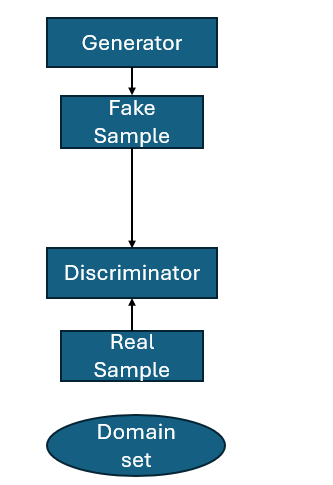 Generator
Fake
Sample
Discriminator
Real
Sample
Domain
set